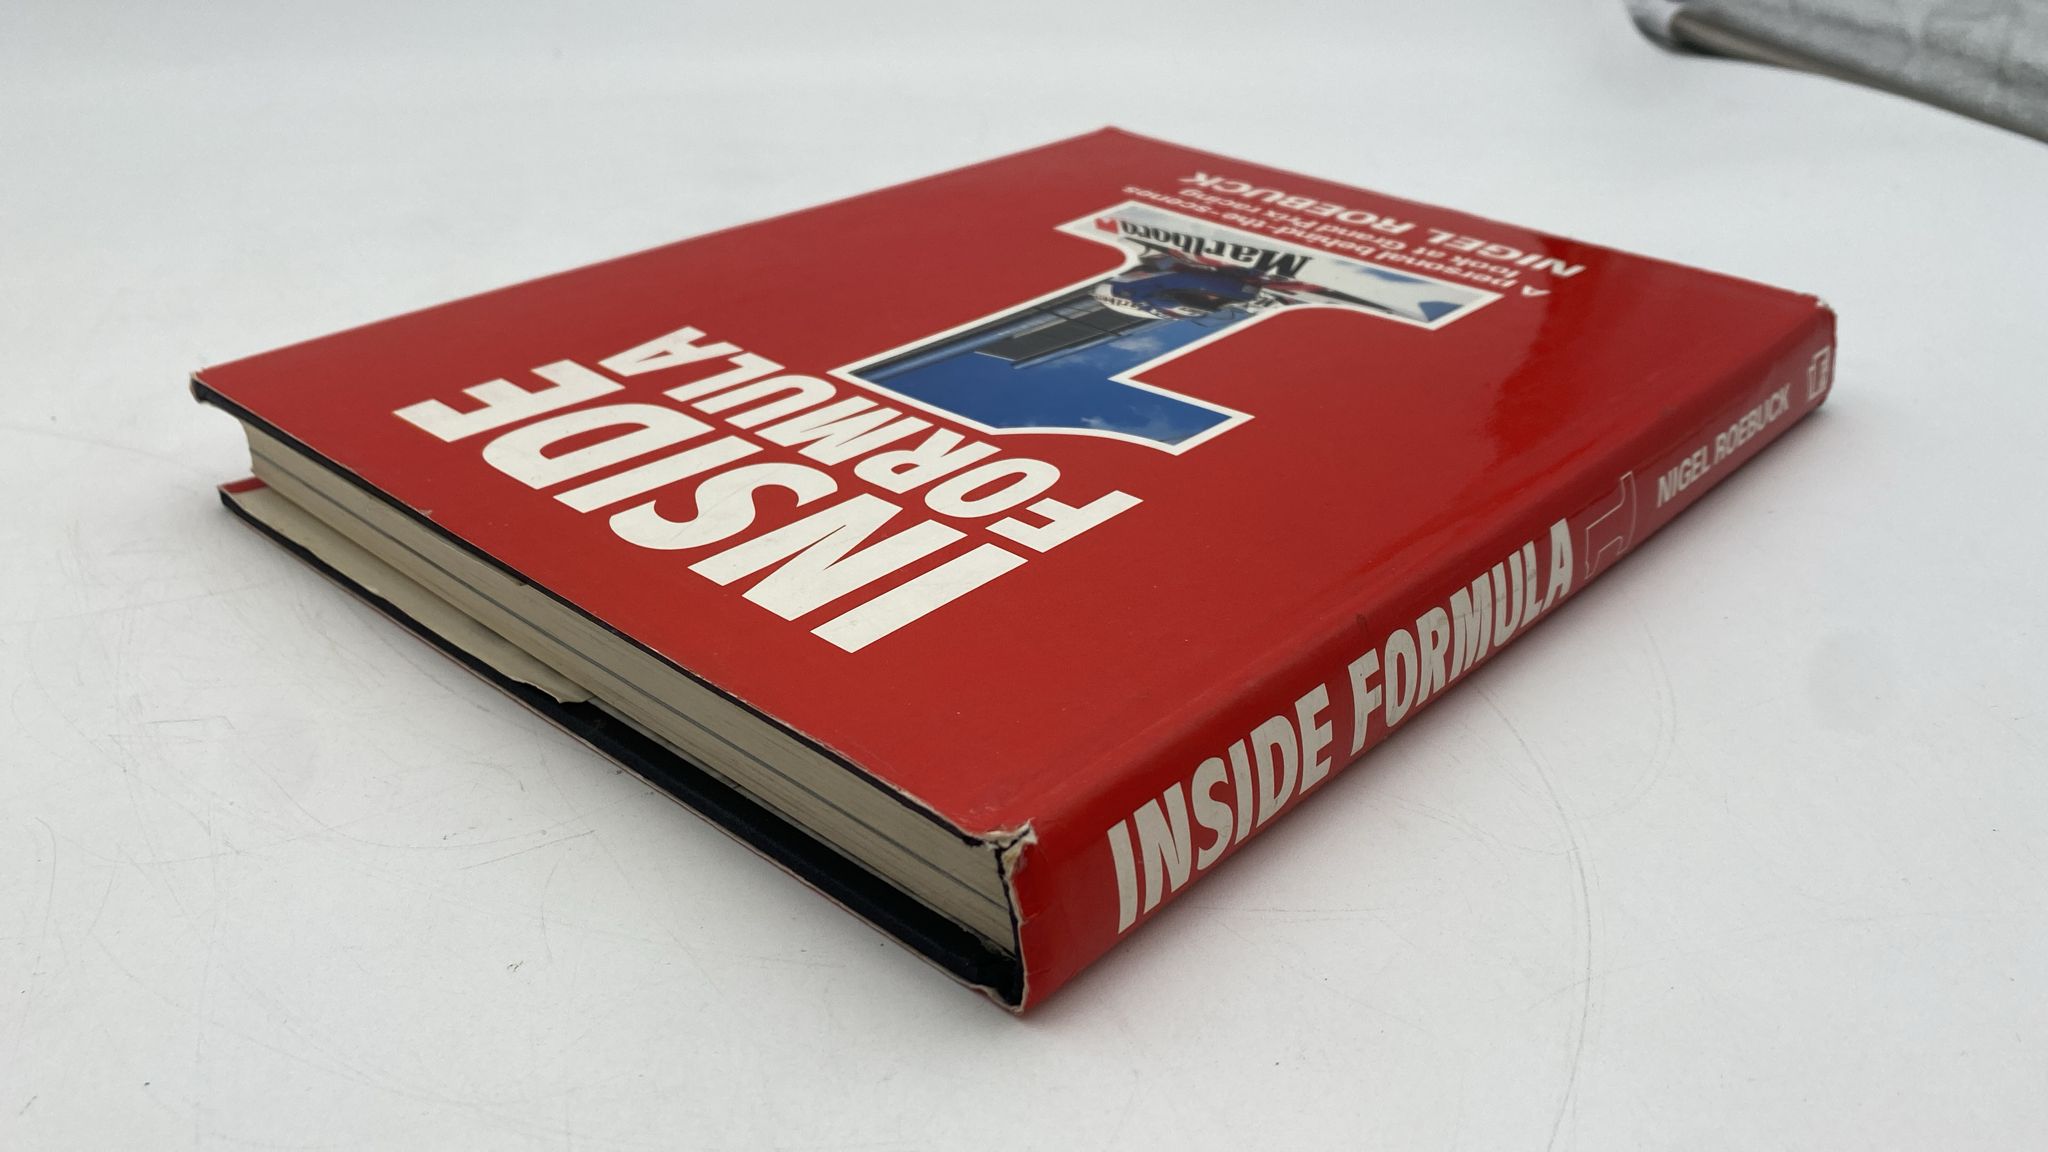 INSIDE
FORMULA
1
Marlboro
A personal behind-the-scenes
look at Grand Prix racing
NIGEL ROEBUCK
INSIDE FORMULA 1 NIGEL ROEBUCK